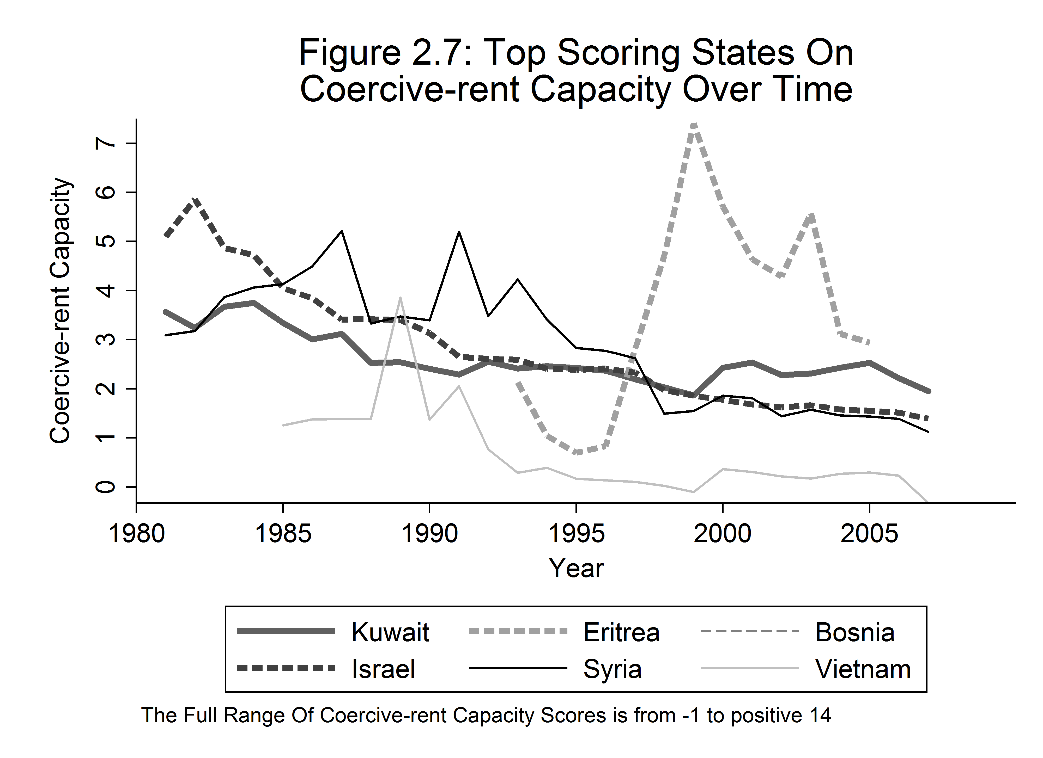 Figure 2.7: Top Scoring States On
Coercive-rent Capacity Over Time
Coercive-rent Capacity
7
6
5
4
3
2
1
0
1980 1985 1990 1995 2000 2005
Year
Kuwait Eritrea Bosnia
Israel Syria Vietnam
The Full Range Of Coercive-rent Capacity Scores is from -1 to positive 14